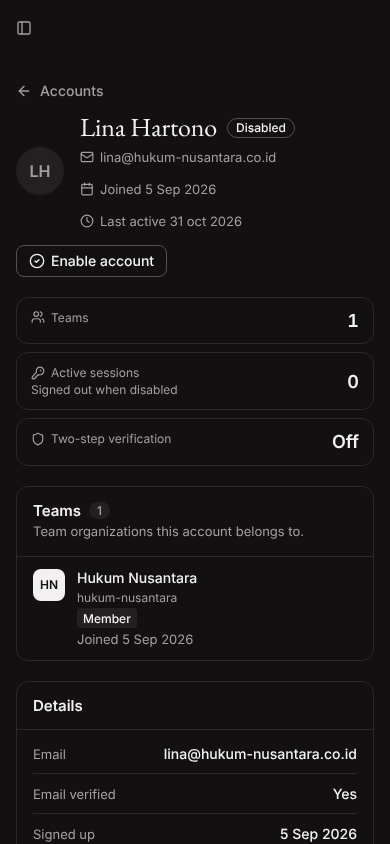 Accounts
Lina Hartono Disabled
LH
lina@hukum-nusantara.co.id
Joined 5 Sep 2026
Last active 31 oct 2026
Enable account
Teams 1
Active sessions
Signed out when disabled
0
Two-step verification Off
Teams 1
Team organizations this account belongs to.
HN
Hukum Nusantara
hukum-nusantara
Member
Joined 5 Sep 2026
Details
Email lina@hukum-nusantara.co.id
Email verified Yes
Signed up 5 Sep 2026